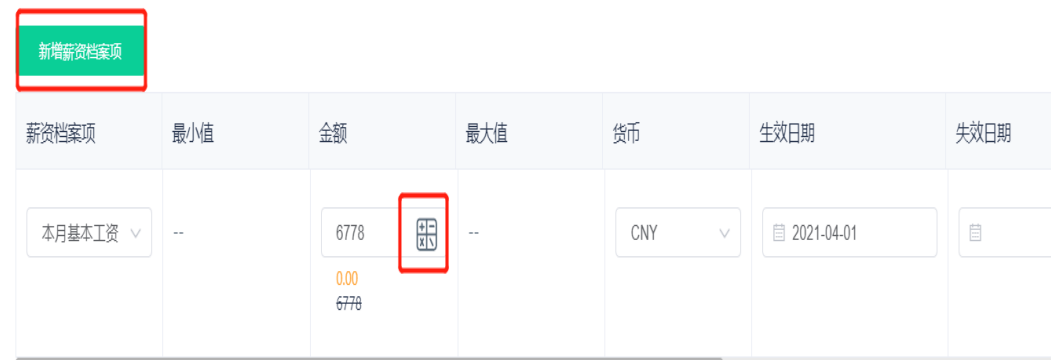 新增薪资档案项
薪资档案项 最小值 金额 最大值 货币 生效日期 失效日期
本月基本工资 -- 6778 -- CNY 2021-04-01
0.00
6778